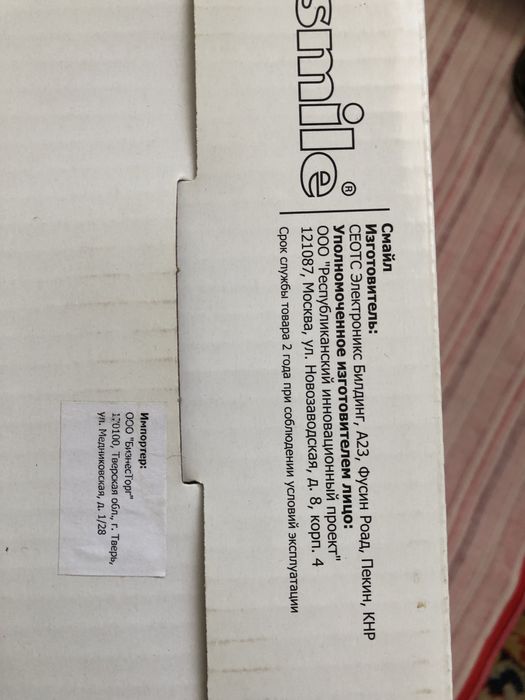 smile®
Смайл
Изготовитель:
СЕОТС Электроникс Билдинг, А23, Фусин Роад, Пекин, КНР
Уполномоченное изготовителем лицо:
ООО "Республиканский инновационный проект"
121087, Москва, ул. Новозаводская, д. 8, корп. 4
Срок службы товара 2 года при соблюдении условий эксплуатации
Импортер:
ООО "БизнесТорг"
170100, Тверская обл, г. Тверь,
ул. Медниковская, д. 1/28